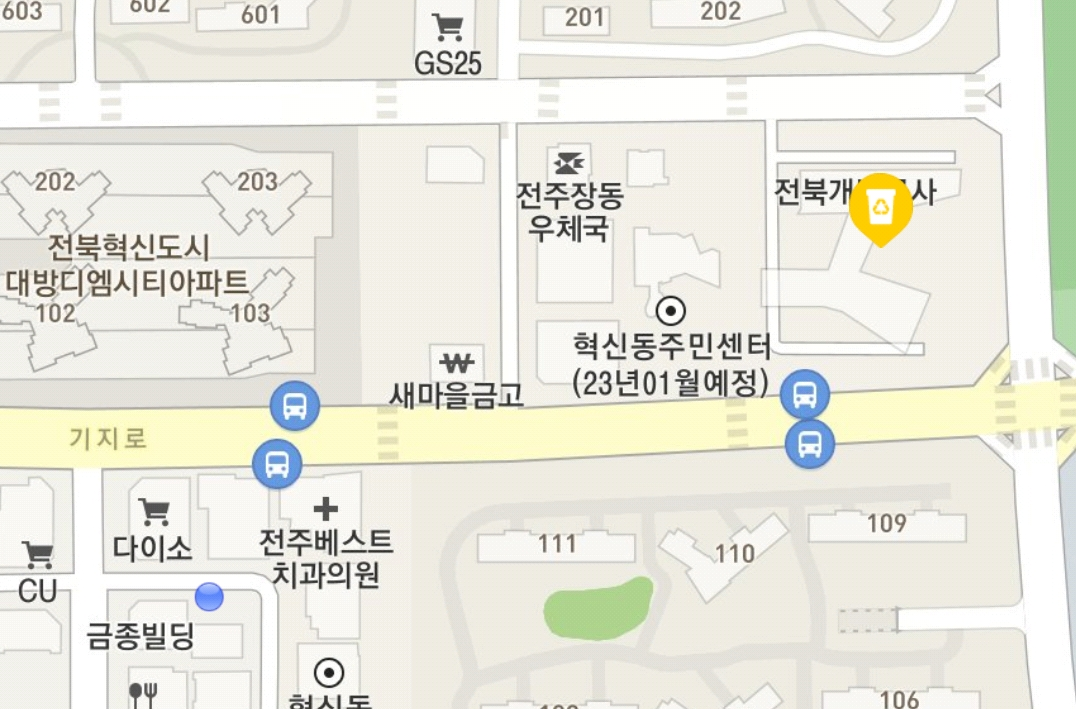 603
602
601
GS25
201
202
202
203
전북혁신도시
대방디엠시티아파트
102
103
전주장동
우체국
혁신동주민센터
(23년01월예정)
새마을금고
기지로
다이소
CU
전주베스트
치과의원
금종빌딩
혁신동
111
110
109
106